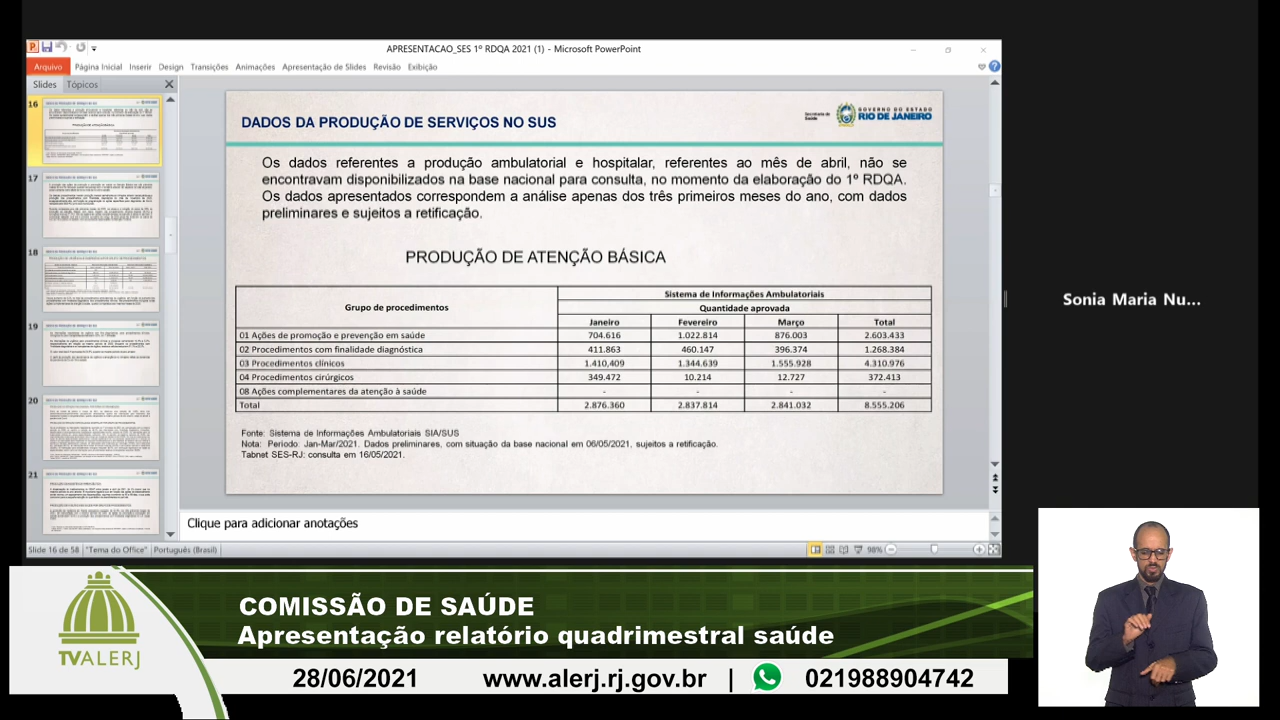 APRESENTACAO_SES 1º RDQA 2021 (1) - Microsoft PowerPoint
Arquivo Página Inicial Inserir Design Transições Animações Apresentação de Slides Revisão Exibição
Slides Tópicos
16
17
18
19
20
21
DADOS DA PRODUÇÃO DE SERVIÇOS NO SUS
Secretaria de Saúde
GOVERNO DO ESTADO
RIO DE JANEIRO
Os dados referentes a produção ambulatorial e hospitalar, referentes ao mês de abril, não se
encontravam disponibilizados na base nacional para consulta, no momento da elaboração do 1º RDQA.
Os dados apresentados correspondem a análise apenas dos três primeiros meses do ano, com dados
preliminares e sujeitos a retificação.
PRODUÇAO DE ATENÇÃO BÁSICA
Grupo de procedimentos
Sistema de Informações Ambulatoriais
Quantidade aprovada
Janeiro Fevereiro Março Total
01 Ações de promoção e prevenção em saúde 704.616 1.022.814 876.003 2.603.433
02 Procedimentos com finalidade diagnóstica 411.863 460.147 396.374 1.268.384
03 Procedimentos clínicos 1.410,409 1.344.639 1.555.928 4.310.976
04 Procedimentos cirúrgicos 349.472 10.214 12.727 372.413
08 Ações complementares da atenção à saúde - - - -
Total 2.876.360 2.837.814 2.841.032 8.555.206
Fonte: Sistema de Informações Ambulatoriais SIA/SUS
Nota: Período: Jan-Mar/2021. Dados preliminares, com situação da base nacional em 06/05/2021, sujeitos a retificação.
Tabnet SES-RJ: consulta em 16/05/2021.
Clique para adicionar anotações
Slide 16 de 58 "Tema do Office" Português (Brasil) 98%
Sonia Maria Nu...
TVALERJ
COMISSÃO DE SAÚDE
Apresentação relatório quadrimestral saúde
28/06/2021 www.alerj.rj.gov.br | 021988904742